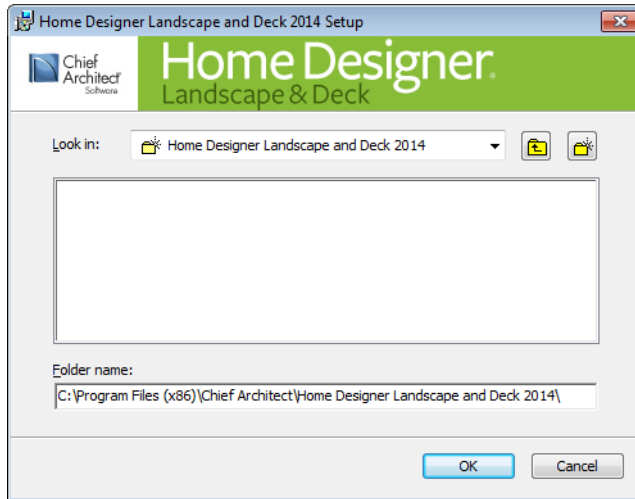 Home Designer Landscape and Deck 2014 Setup
Chief
Architect
Software
Home Designer®
Landscape & Deck
Look in:
Home Designer Landscape and Deck 2014
Folder name:
C:\Program Files (x86)\Chief Architect\Home Designer Landscape and Deck 2014\
OK
Cancel